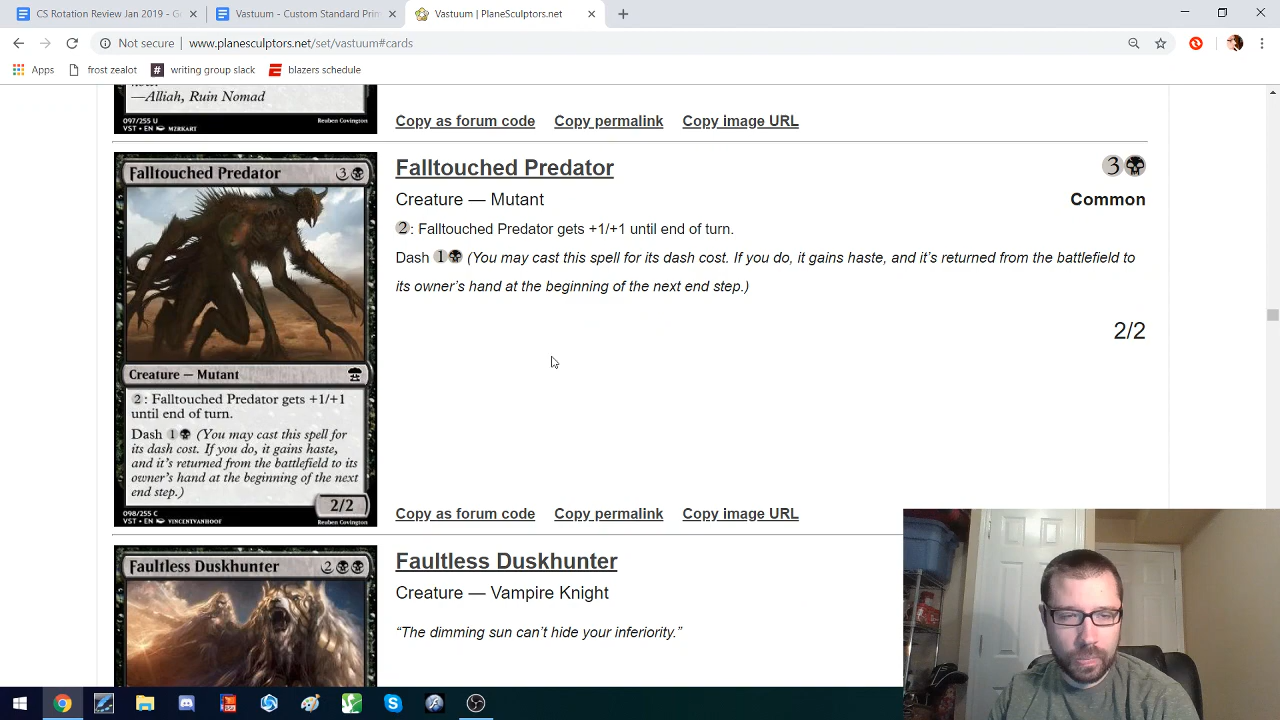 CS Rotation Review Jan 2019 - G
Vastuum - Custom Standard Prim
Vastuum | PlaneSculptors.net
Not secure | www.planesculptors.net/set/vastuum#cards
Apps frost zealot writing group slack blazers schedule
—Alliah, Ruin Nomad
097/255 U
VST • EN MZRKART Reuben Covington
Copy as forum code Copy permalink Copy image URL
Falltouched Predator 3
Creature — Mutant
2: Falltouched Predator gets +1/+1
until end of turn.
Dash 1 (You may cast this spell for
its dash cost. If you do, it gains haste,
and it's returned from the battlefield to its
owner's hand at the beginning of the next
end step.)
2/2
098/255 C
VST • EN VINCENTVANHOOF Reuben Covington
Falltouched Predator 3
Creature — Mutant Common
2: Falltouched Predator gets +1/+1 until end of turn.
Dash 1 (You may cast this spell for its dash cost. If you do, it gains haste, and it's returned from the battlefield to
its owner's hand at the beginning of the next end step.)
2/2
Copy as forum code Copy permalink Copy image URL
Faultless Duskhunter 2
Faultless Duskhunter
Creature — Vampire Knight
“The dimming sun can't hide your inferiority.”